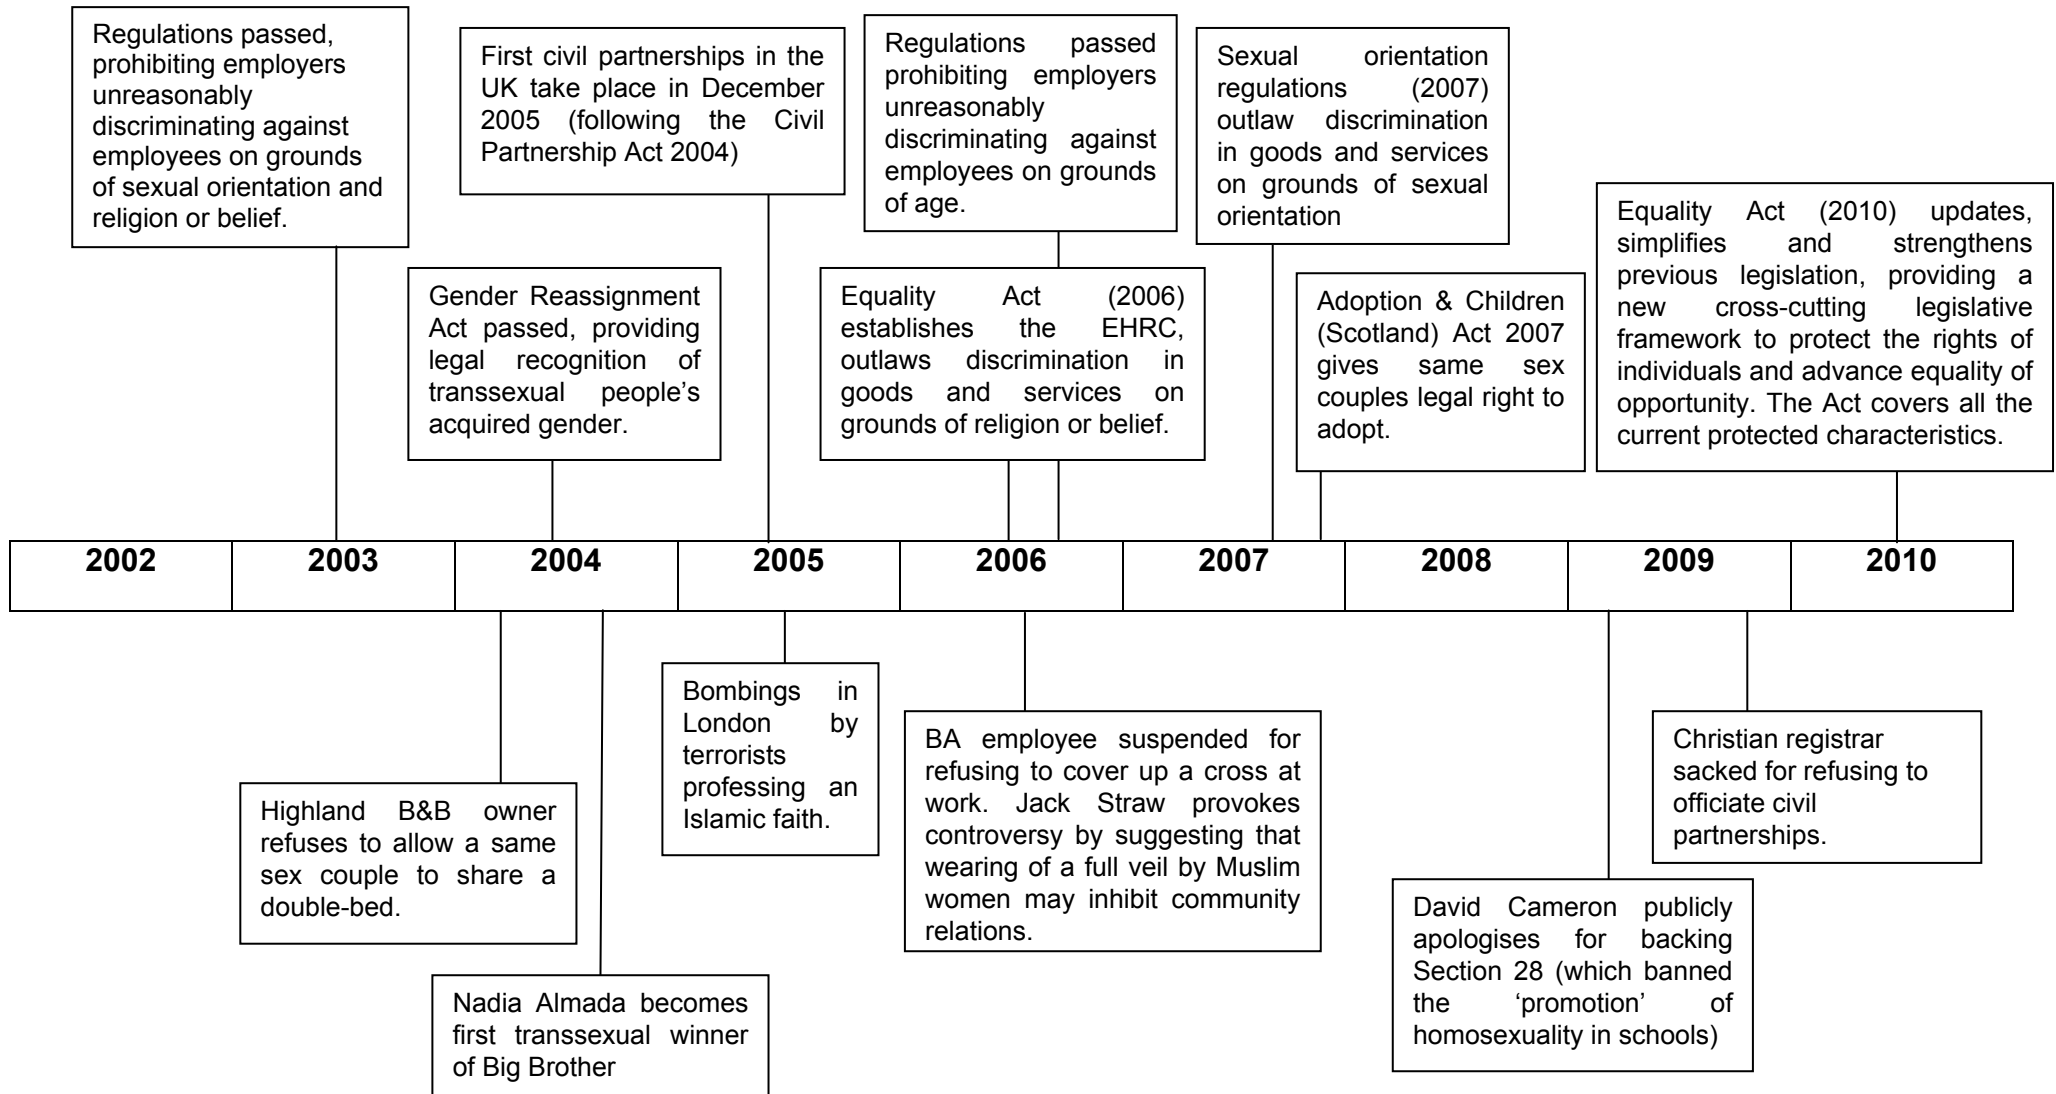 Regulations passed,
prohibiting employers
unreasonably
discriminating against
employees on grounds
of sexual orientation and
religion or belief.
First civil partnerships in the
UK take place in December
2005 (following the Civil
Partnership Act 2004)
Regulations passed
prohibiting employers
unreasonably
discriminating against
employees on grounds
of age.
Sexual orientation
regulations (2007)
outlaw discrimination
in goods and services
on grounds of sexual
orientation
Equality Act (2010) updates,
simplifies and strengthens
previous legislation, providing a
new cross-cutting legislative
framework to protect the rights of
individuals and advance equality of
opportunity. The Act covers all the
current protected characteristics.
Gender Reassignment
Act passed, providing
legal recognition of
transsexual people’s
acquired gender.
Equality Act (2006)
establishes the EHRC,
outlaws discrimination in
goods and services on
grounds of religion or belief.
Adoption & Children
(Scotland) Act 2007
gives same sex
couples legal right to
adopt.
2002 2003 2004 2005 2006 2007 2008 2009 2010
Highland B&B owner
refuses to allow a same
sex couple to share a
double-bed.
Nadia Almada becomes
first transsexual winner
of Big Brother
Bombings in
London by
terrorists
professing an
Islamic faith.
BA employee suspended for
refusing to cover up a cross at
work. Jack Straw provokes
controversy by suggesting that
wearing of a full veil by Muslim
women may inhibit community
relations.
David Cameron publicly
apologises for backing
Section 28 (which banned
the ‘promotion’ of
homosexuality in schools)
Christian registrar
sacked for refusing to
officiate civil
partnerships.